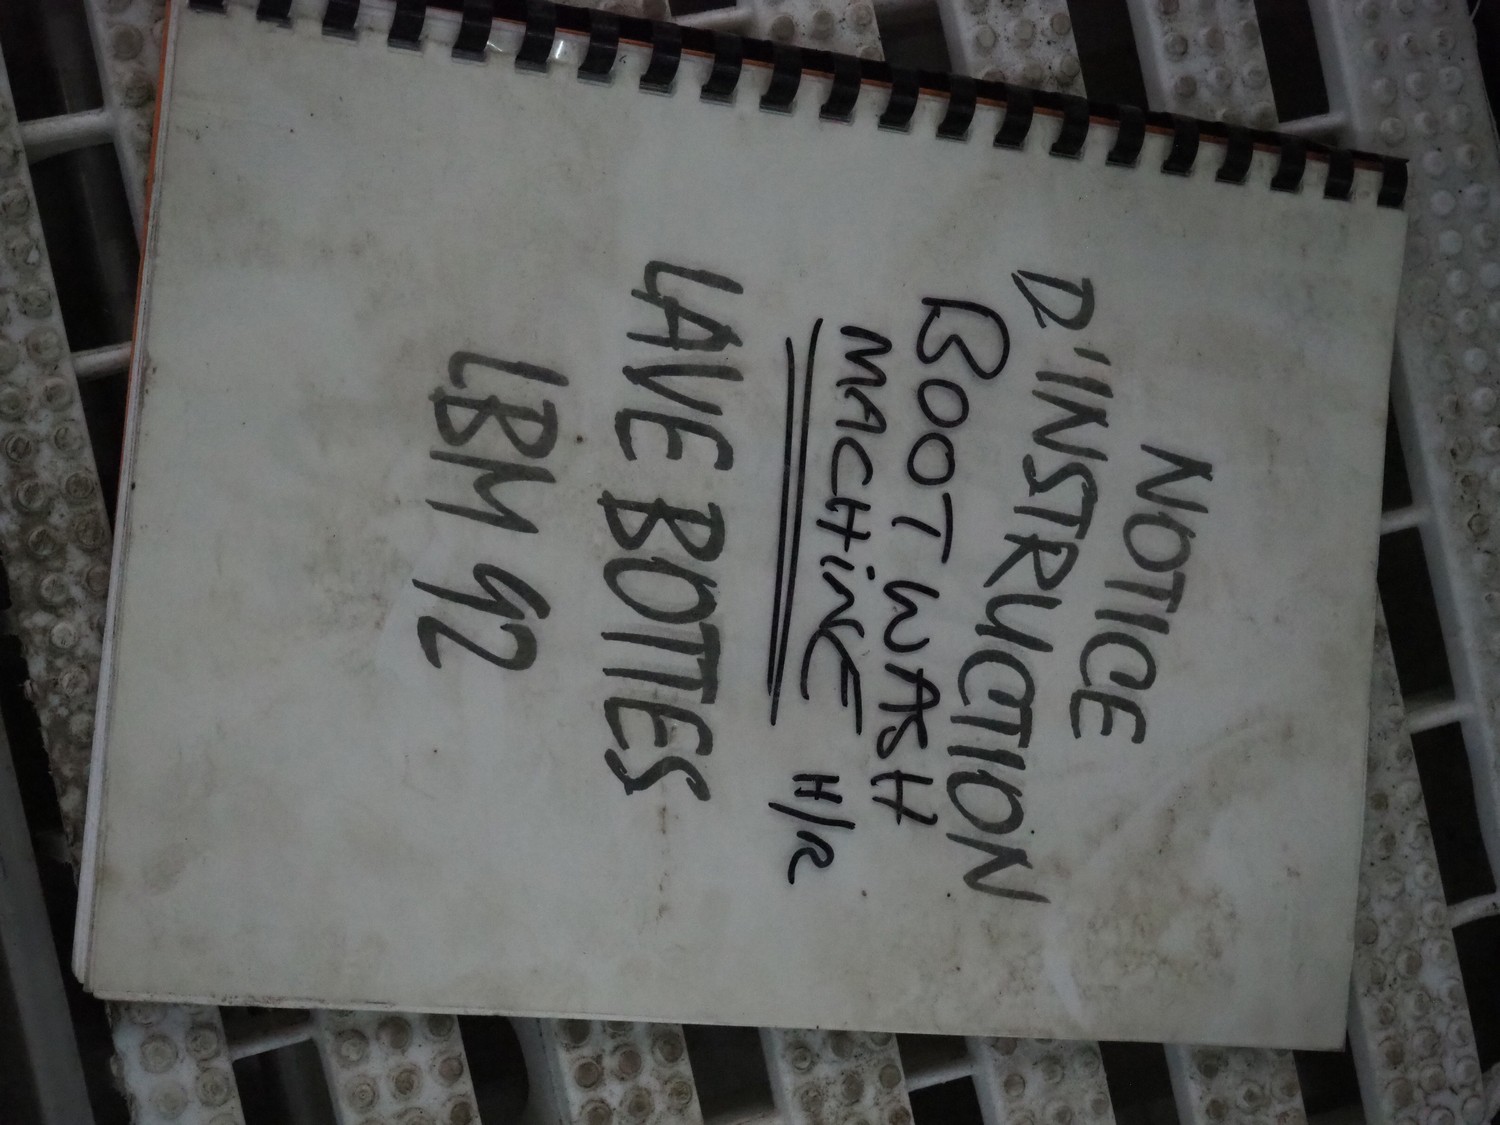 NOTICE
D'INSTRUCTION
BOOT WASH
MACHINE H/R
LAVE BOTTES
LBM 92